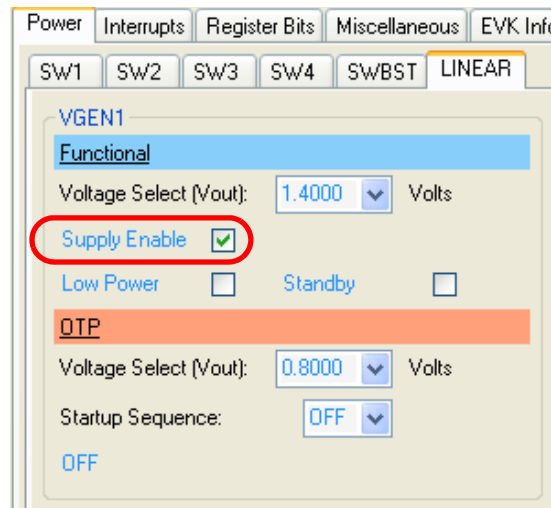 Power Interrupts Register Bits Miscellaneous EVK Info
SW1 SW2 SW3 SW4 SWBST LINEAR
VGEN1
Functional
Voltage Select (Vout): 1.4000 Volts
Supply Enable
Low Power Standby
OTP
Voltage Select (Vout): 0.8000 Volts
Startup Sequence: OFF
OFF